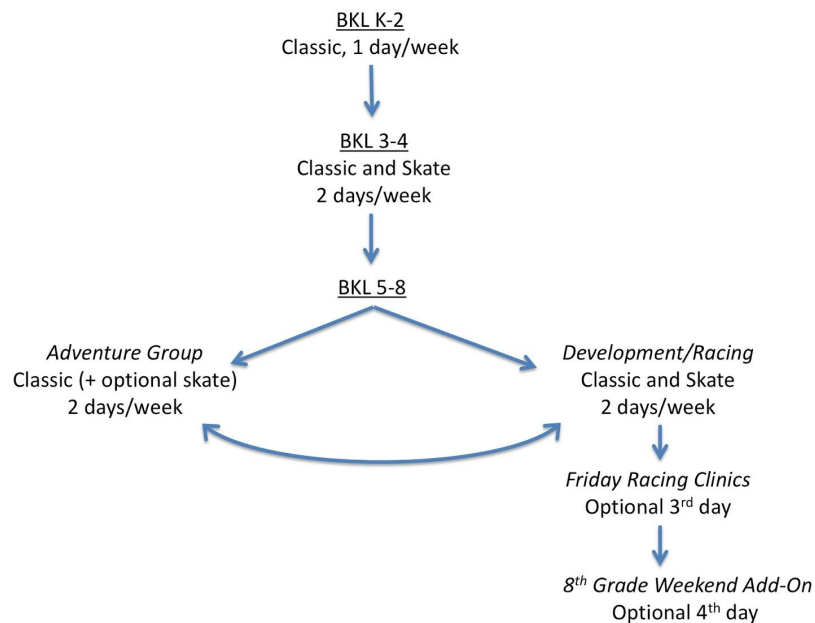 BKL K-2
Classic, 1 day/week
BKL 3-4
Classic and Skate
2 days/week
BKL 5-8
Adventure Group
Classic (+ optional skate)
2 days/week
Development/Racing
Classic and Skate
2 days/week
Friday Racing Clinics
Optional 3rd day
8th Grade Weekend Add-On
Optional 4th day